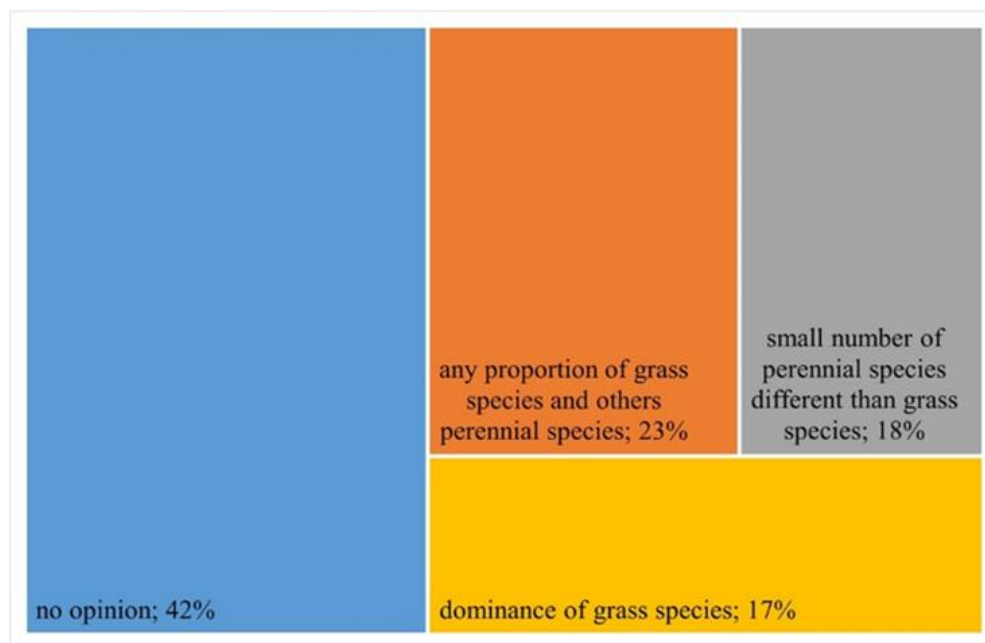 any proportion of grass
species and others
perennial species; 23%
small number of
perennial species
different than grass
species; 18%
no opinion; 42%
dominance of grass species; 17%